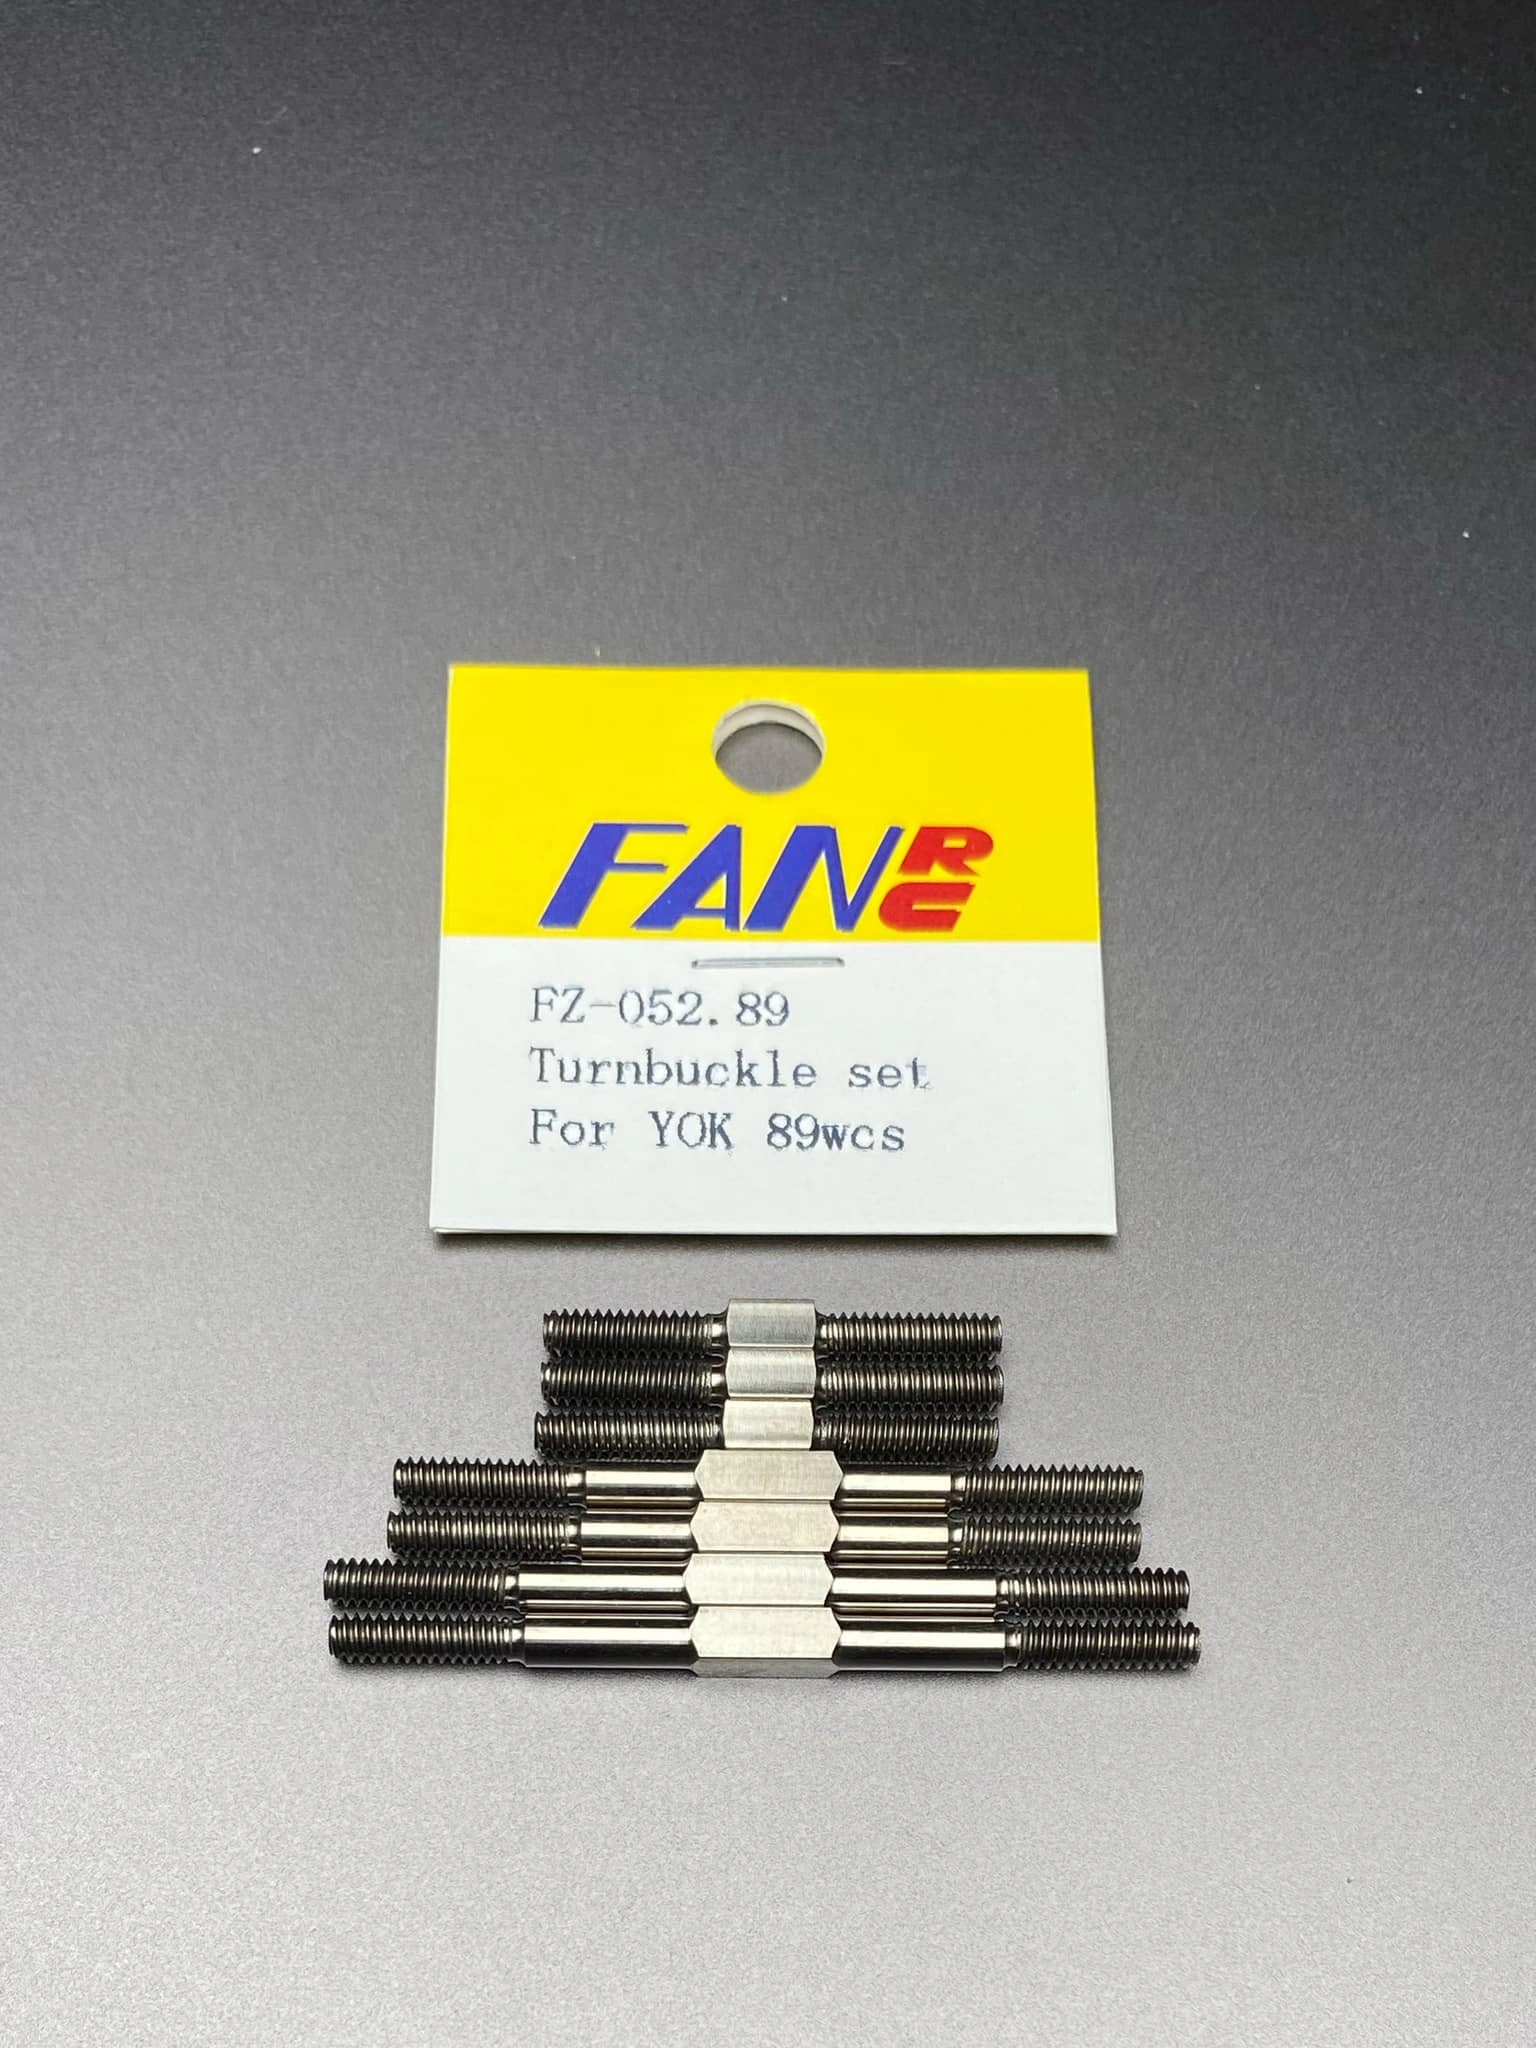 FAN RC
FZ-052.89
Turnbuckle set
For YOK 89wcs